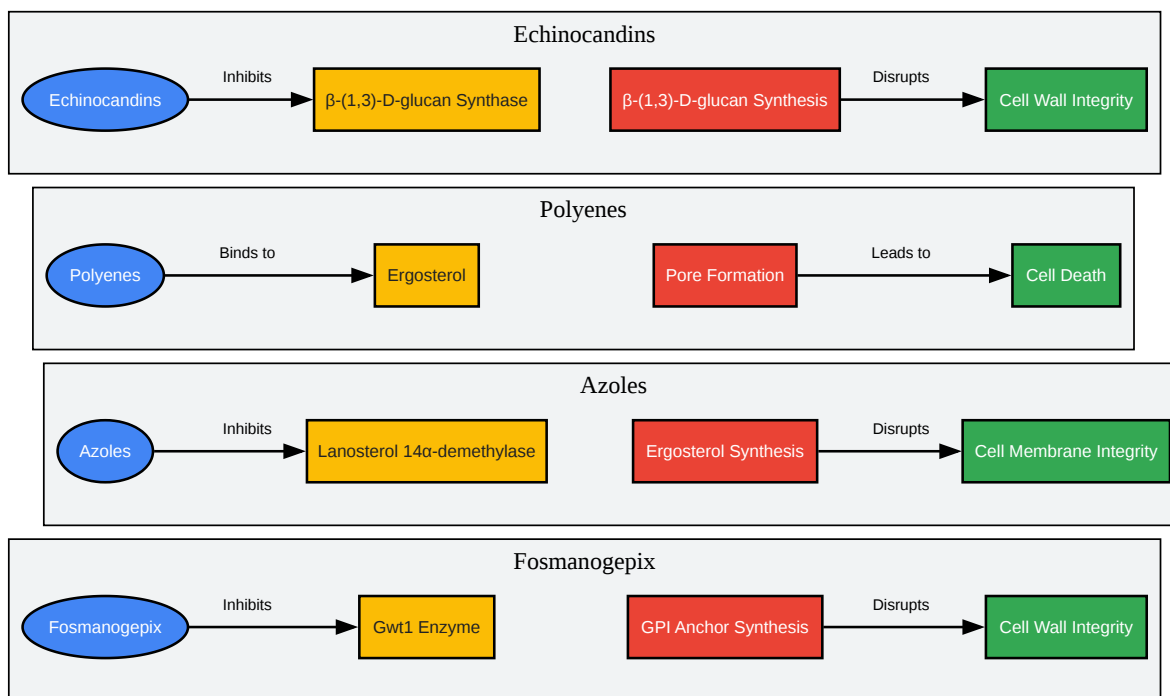 Echinocandins
Echinocandins
Inhibits
β-(1,3)-D-glucan Synthase
β-(1,3)-D-glucan Synthesis
Disrupts
Cell Wall Integrity
Polyenes
Polyenes
Binds to
Ergosterol
Pore Formation
Leads to
Cell Death
Azoles
Azoles
Inhibits
Lanosterol 14α-demethylase
Ergosterol Synthesis
Disrupts
Cell Membrane Integrity
Fosmanogepix
Fosmanogepix
Inhibits
Gwt1 Enzyme
GPI Anchor Synthesis
Disrupts
Cell Wall Integrity